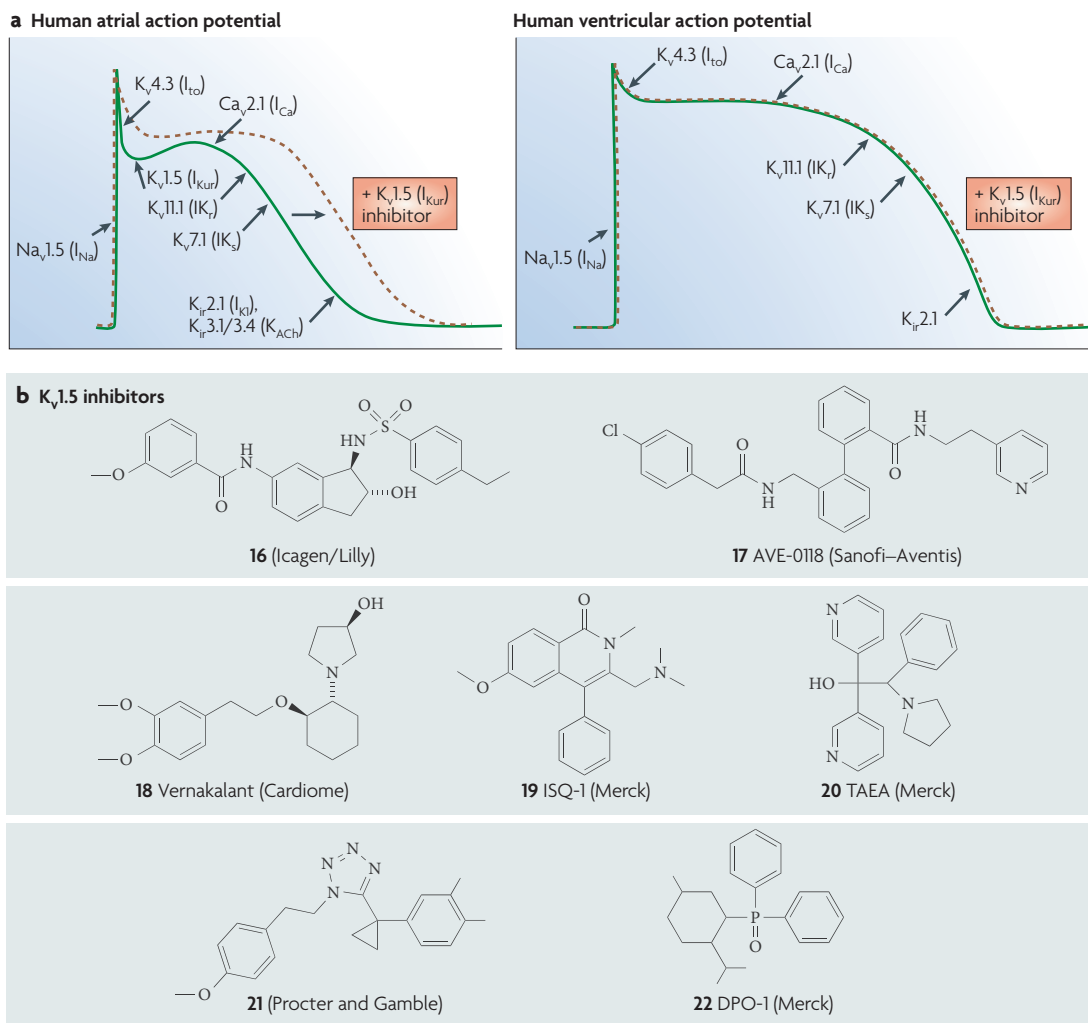 a Human atrial action potential
Human ventricular action potential
Kv4.3 (Ito)
Cav2.1 (ICa)
Kv1.5 (IKur)
Kv11.1 (IKr)
Kv7.1 (IKs)
Nav1.5 (INa)
Kir2.1 (IKI),
Kir3.1/3.4 (KACh)
+ Kv1.5 (IKur)
inhibitor
Kv4.3 (Ito)
Cav2.1 (ICa)
Kv11.1 (IKr)
Kv7.1 (IKs)
Nav1.5 (INa)
Kir2.1
+ Kv1.5 (IKur)
inhibitor
b Kv1.5 inhibitors
O
O
S
HN
H
N
O
O
OH
16 (Icagen/Lilly)
Cl
O
N
H
H
N
O
N
17 AVE-0118 (Sanofi–Aventis)
OH
N
O
O
O
18 Vernakalant (Cardiome)
O
N
N
O
19 ISQ-1 (Merck)
N
HO
N
N
20 TAEA (Merck)
N
N
N
N
O
21 (Procter and Gamble)
P
O
22 DPO-1 (Merck)